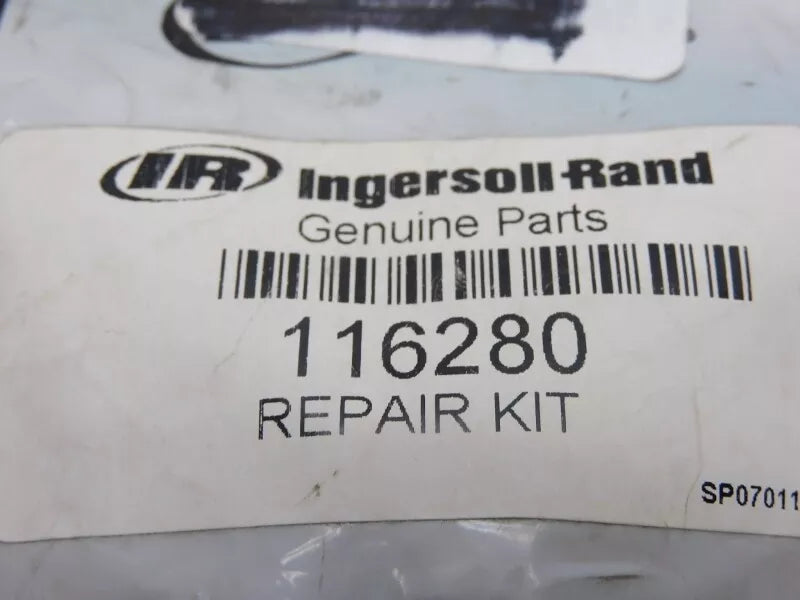 IR Ingersoll-Rand
Genuine Parts
116280
REPAIR KIT
SP07011